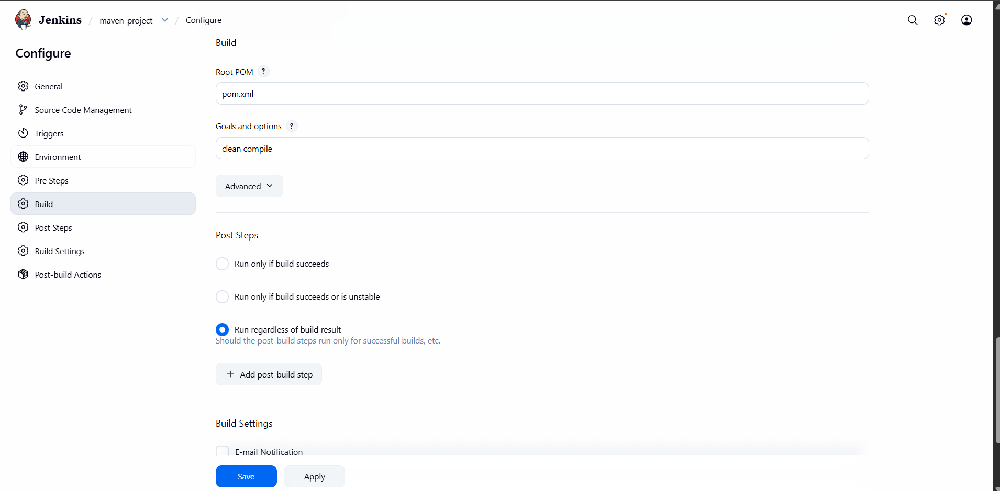 Jenkins / maven-project / Configure
Configure
General
Source Code Management
Triggers
Environment
Pre Steps
Build
Post Steps
Build Settings
Post-build Actions
Build
Root POM ?
pom.xml
Goals and options ?
clean compile
Advanced
Post Steps
Run only if build succeeds
Run only if build succeeds or is unstable
Run regardless of build result
Should the post-build steps run only for successful builds, etc.
+ Add post-build step
Build Settings
E-mail Notification
Save Apply